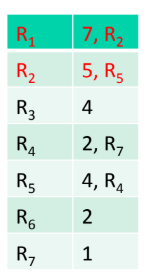 R₁ 7, R₂
R₂ 5, R₅
R₃ 4
R₄ 2, R₇
R₅ 4, R₄
R₆ 2
R₇ 1